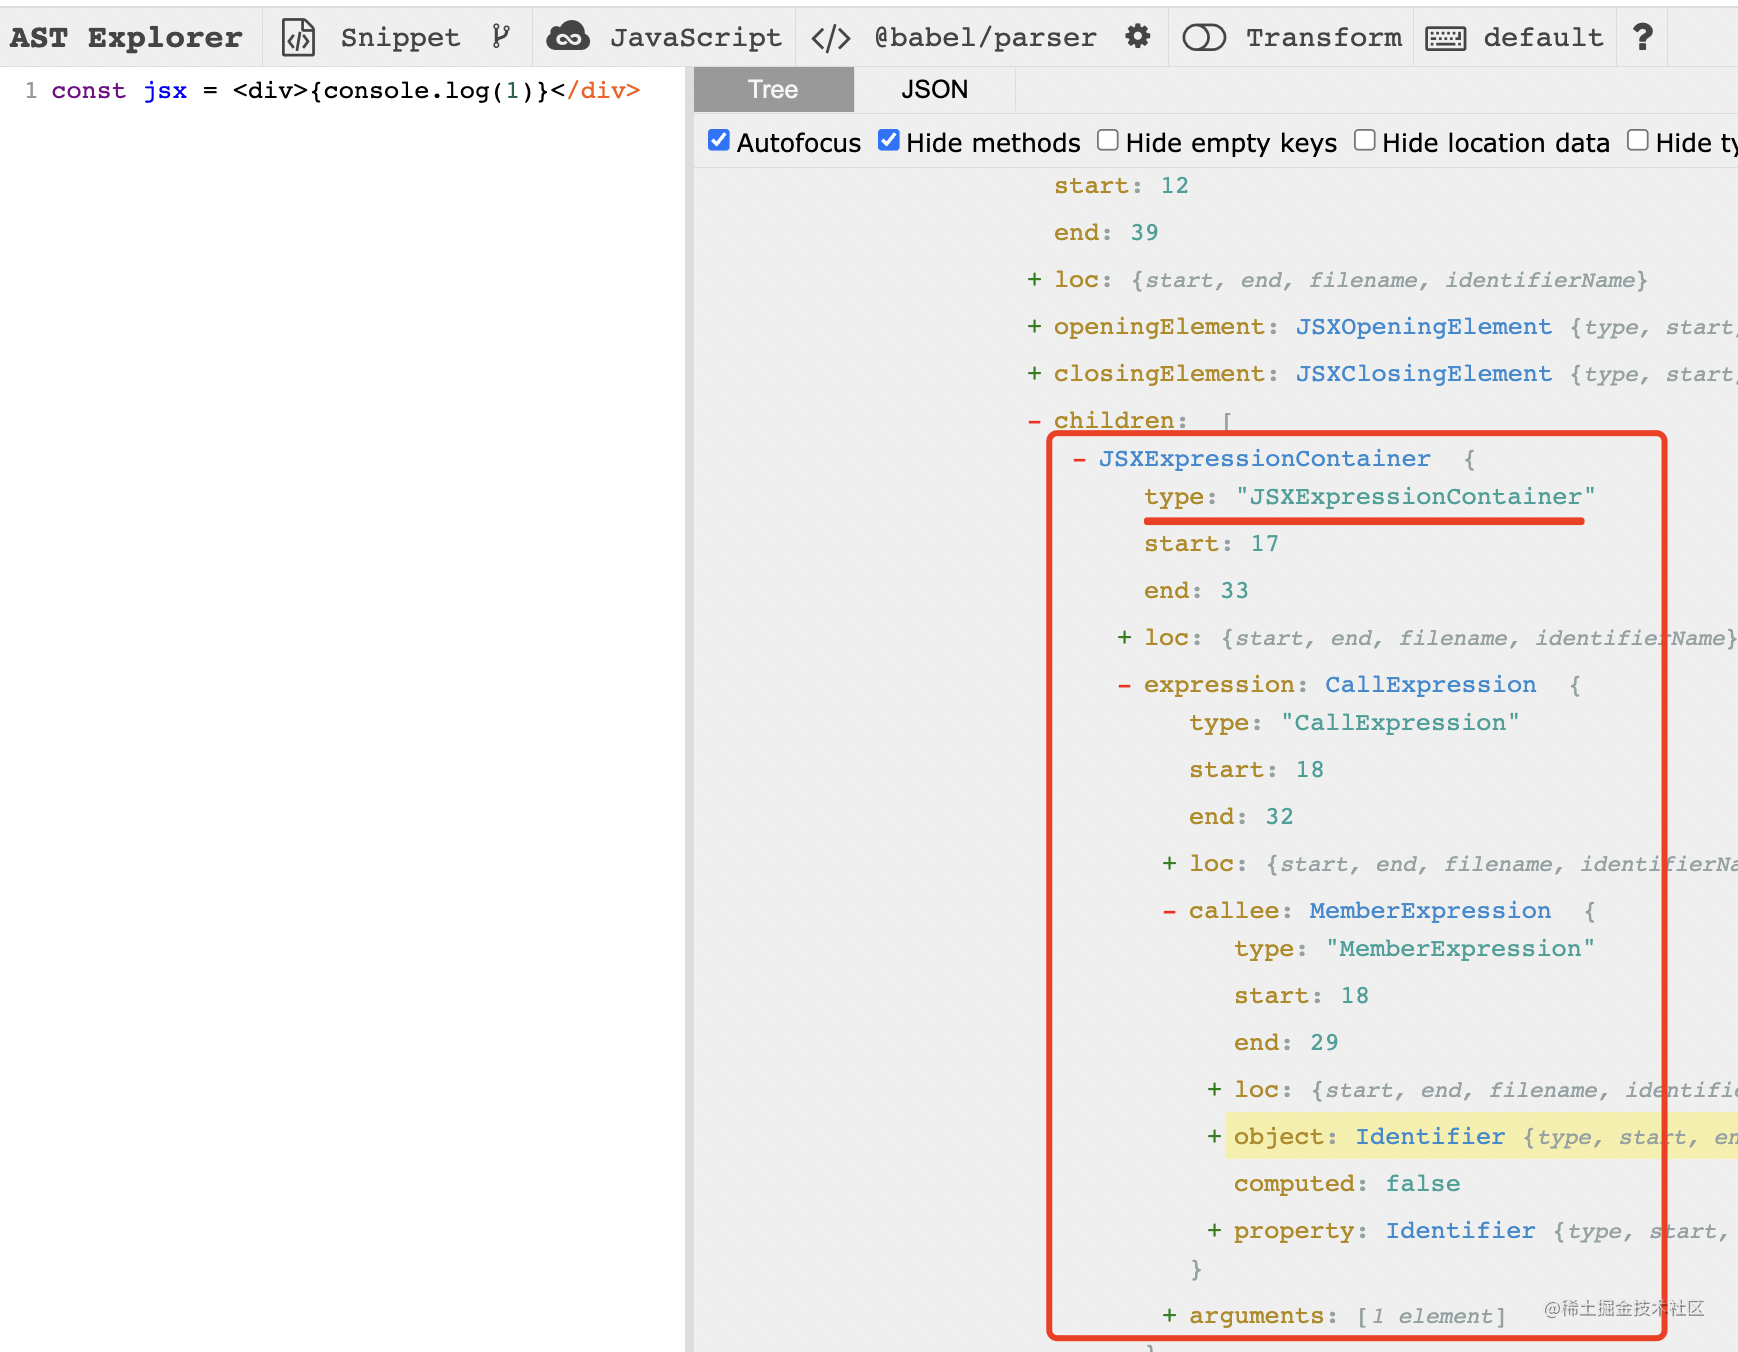 AST Explorer Snippet JavaScript </> @babel/parser Transform default ?
1 const jsx = <div>{console.log(1)}</div>
Tree JSON
Autofocus Hide methods Hide empty keys Hide location data Hide ty
start: 12
end: 39
+ loc: {start, end, filename, identifierName}
+ openingElement: JSXOpeningElement {type, start,
+ closingElement: JSXClosingElement {type, start,
- children: [
- JSXExpressionContainer {
type: "JSXExpressionContainer"
start: 17
end: 33
+ loc: {start, end, filename, identifierName}
- expression: CallExpression {
type: "CallExpression"
start: 18
end: 32
+ loc: {start, end, filename, identifierNa
- callee: MemberExpression {
type: "MemberExpression"
start: 18
end: 29
+ loc: {start, end, filename, identifie
+ object: Identifier {type, start, en
computed: false
+ property: Identifier {type, start,
}
+ arguments: [1 element]
@稀土掘金技术社区